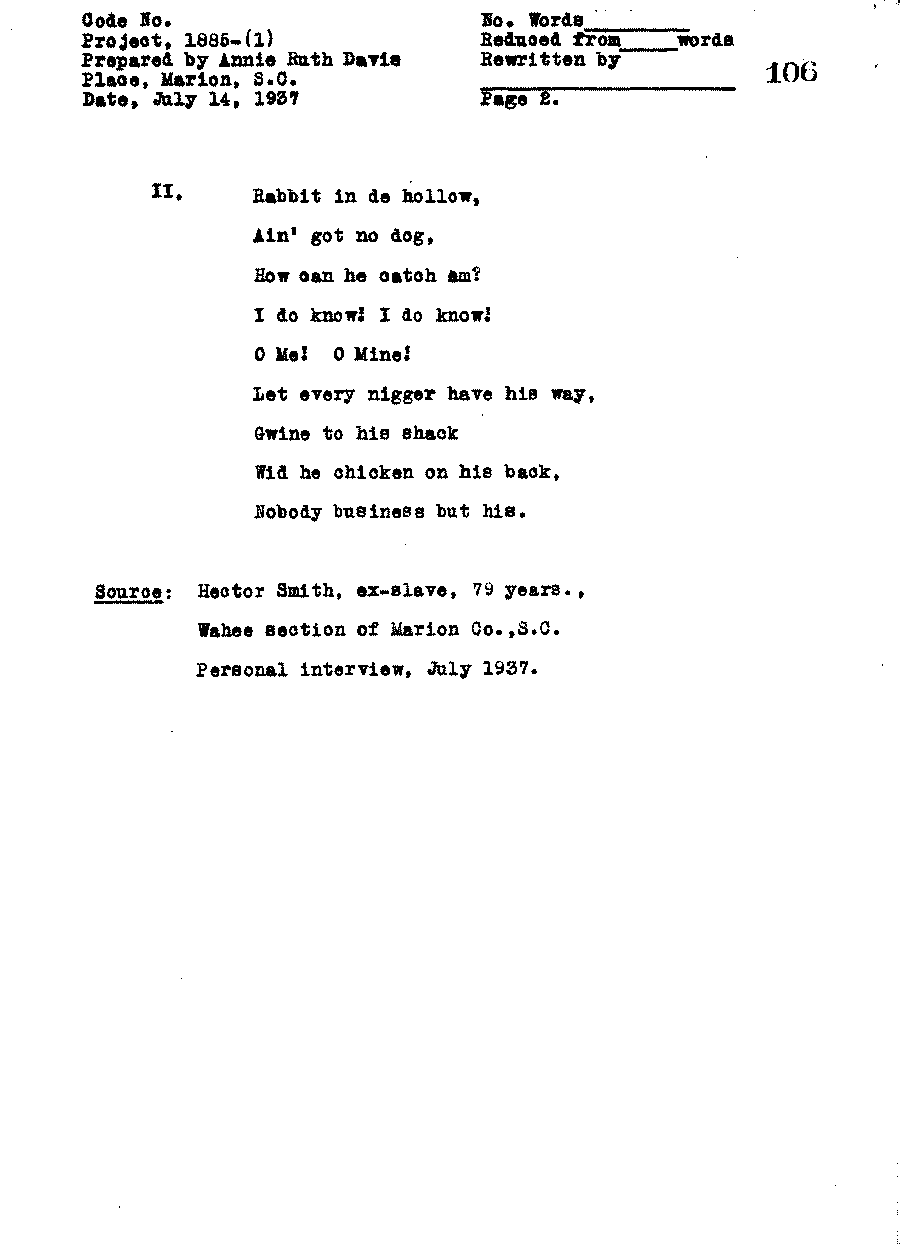 Code No.
Project, 1885-(1)
Prepared by Annie Ruth Davis
Place, Marion, S.C.
Date, July 14, 1937
No. Words
Reduced from words
Rewritten by
Page 2.
106
II. Rabbit in de hollow,
Ain' got no dog,
How can he catch am?
I do know! I do know!
O Me! O Mine!
Let every nigger have his way,
Gwine to his shack
Wid he chicken on his back,
Nobody business but his.
Source: Hector Smith, ex-slave, 79 years.,
Wahee section of Marion Co.,S.C.
Personal interview, July 1937.